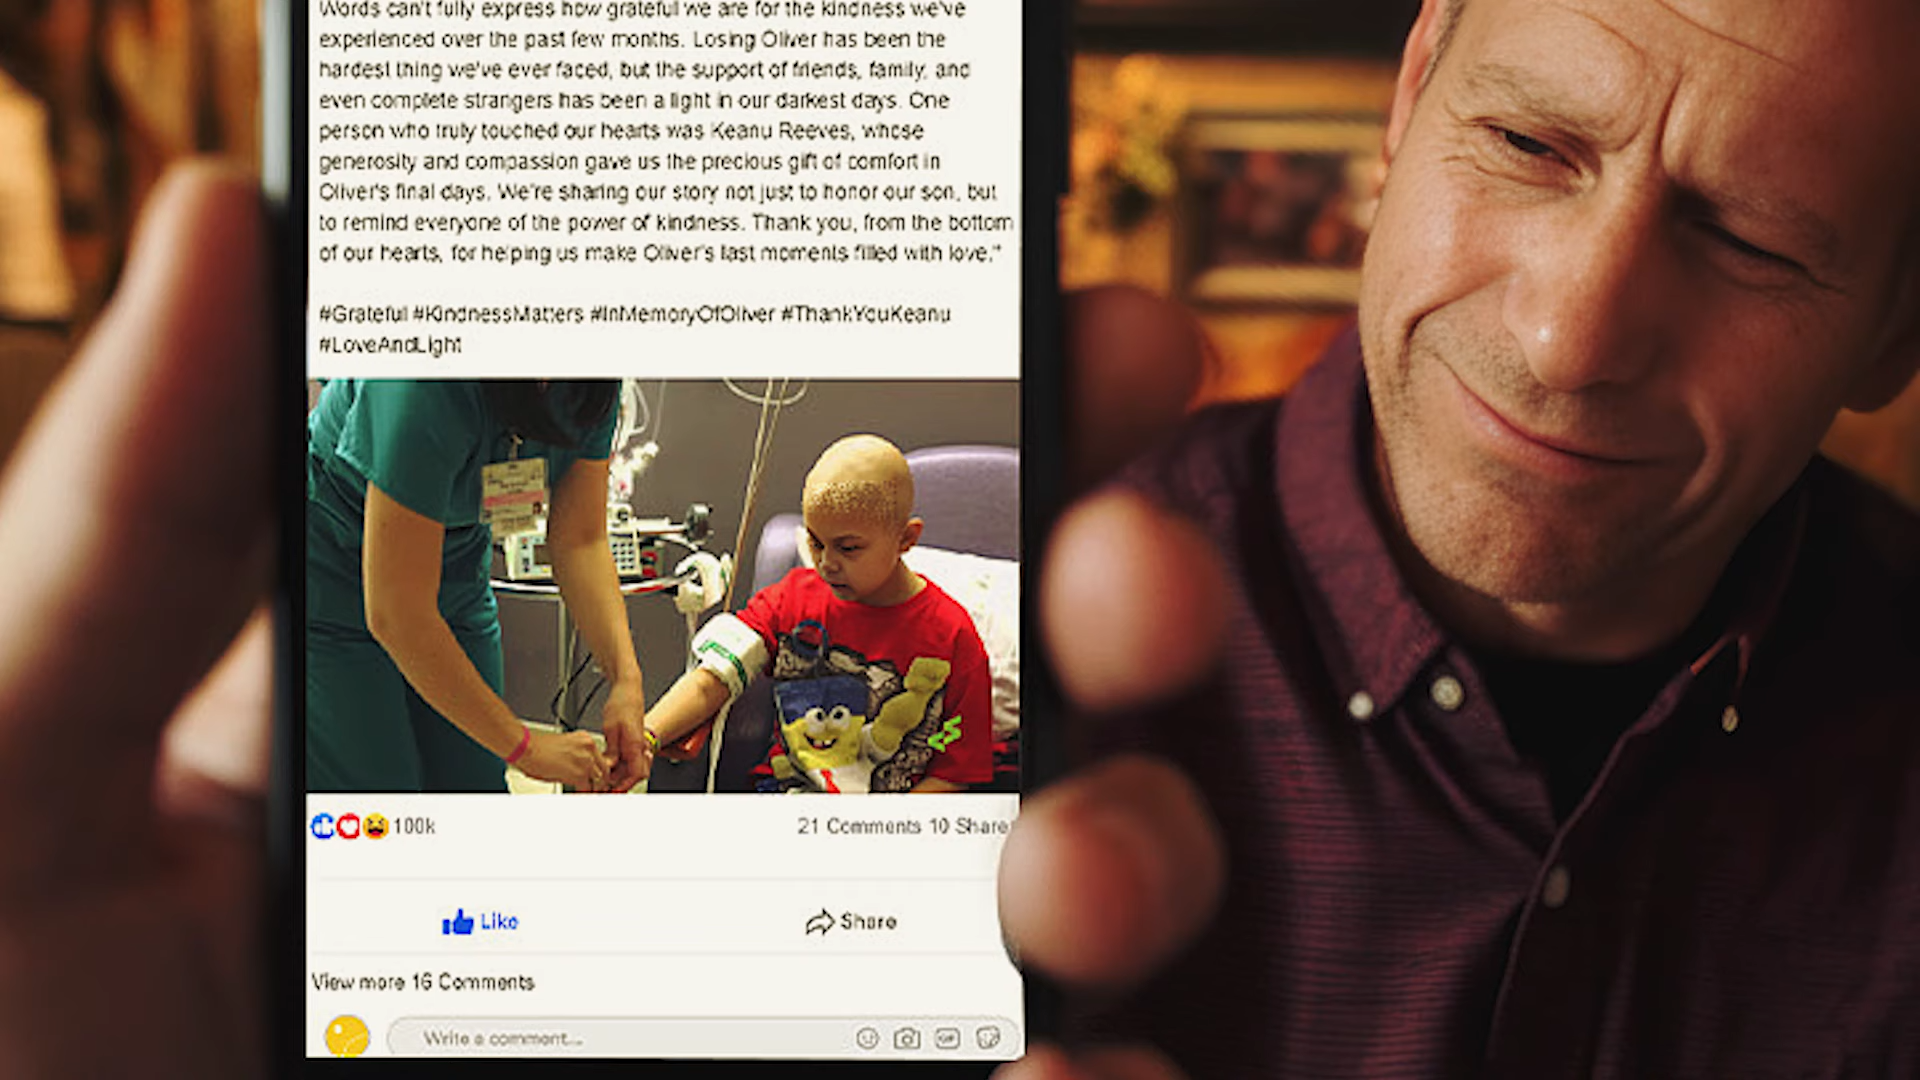 Words can't fully express how grateful we are for the kindness we've
experienced over the past few months. Losing Oliver has been the
hardest thing we've ever faced, but the support of friends, family, and
even complete strangers has been a light in our darkest days. One
person who truly touched our hearts was Keanu Reeves, whose
generosity and compassion gave us the precious gift of comfort in
Oliver's final days. We're sharing our story not just to honor our son, but
to remind everyone of the power of kindness. Thank you, from the bottom
of our hearts, for helping us make Oliver's last moments filled with love."
#Grateful #KindnessMatters #InMemoryOfOliver #ThankYouKeanu
#LoveAndLight
100k
21 Comments 10 Share
Like
Share
View more 16 Comments
Write a comment...
GIF